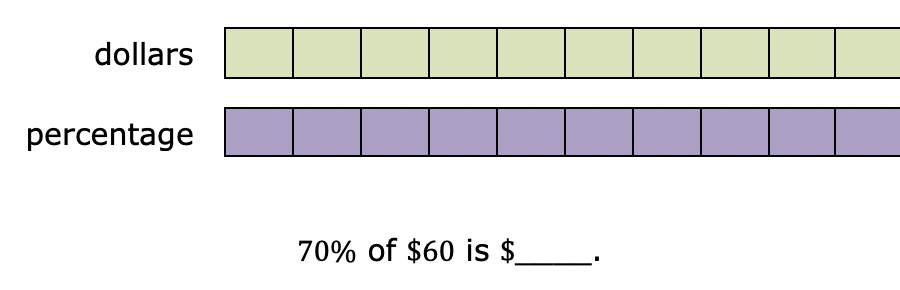 dollars
percentage
70% of $60 is $_____.